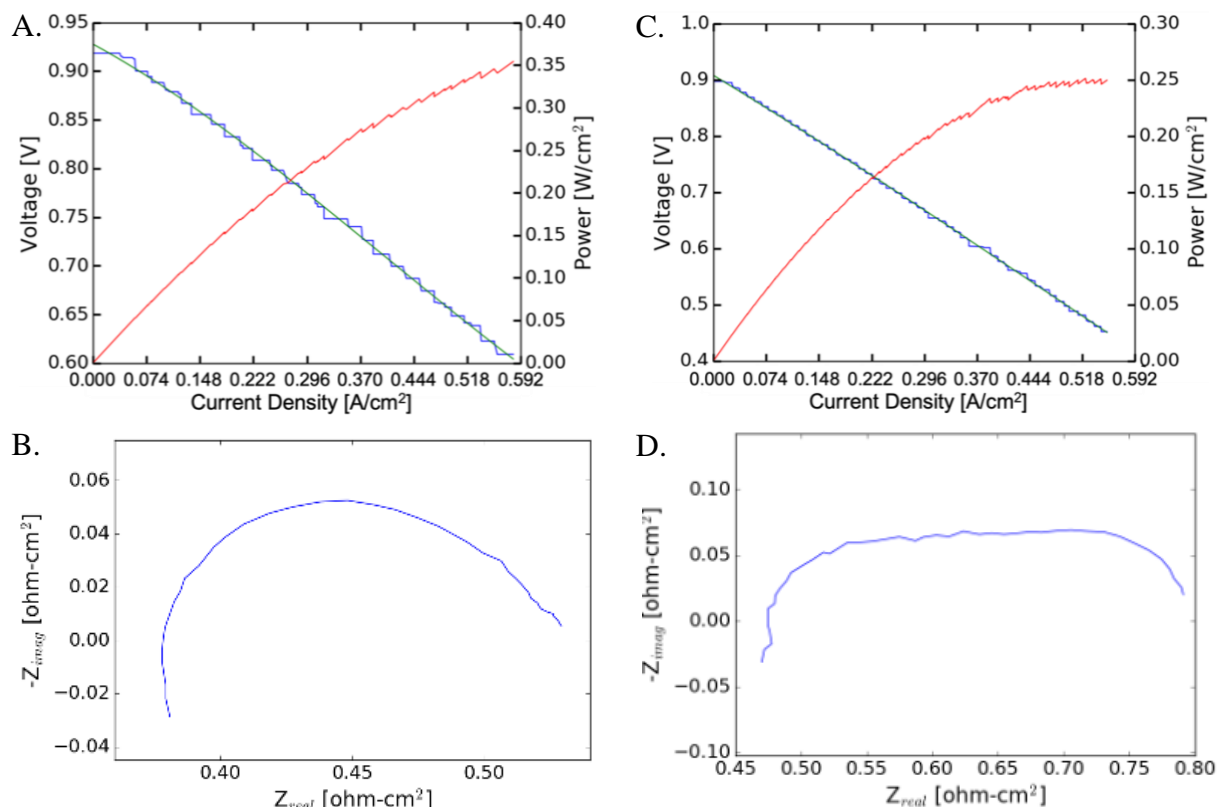 A.
0.95
0.90
0.85
0.80
0.75
0.70
0.65
0.60
Voltage [V]
0.40
0.35
0.30
0.25
0.20
0.15
0.10
0.05
0.00
Power [W/cm²]
0.000 0.074 0.148 0.222 0.296 0.370 0.444 0.518 0.592
Current Density [A/cm²]
C.
1.0
0.9
0.8
0.7
0.6
0.5
0.4
Voltage [V]
0.30
0.25
0.20
0.15
0.10
0.05
0.00
Power [W/cm²]
0.000 0.074 0.148 0.222 0.296 0.370 0.444 0.518 0.592
Current Density [A/cm²]
B.
0.06
0.04
0.02
0.00
−0.02
−0.04
-Z_imag [ohm-cm²]
0.40 0.45 0.50
Z_real [ohm-cm²]
D.
0.10
0.05
0.00
−0.05
−0.10
-Z_imag [ohm-cm²]
0.45 0.50 0.55 0.60 0.65 0.70 0.75 0.80
Z_real [ohm-cm²]